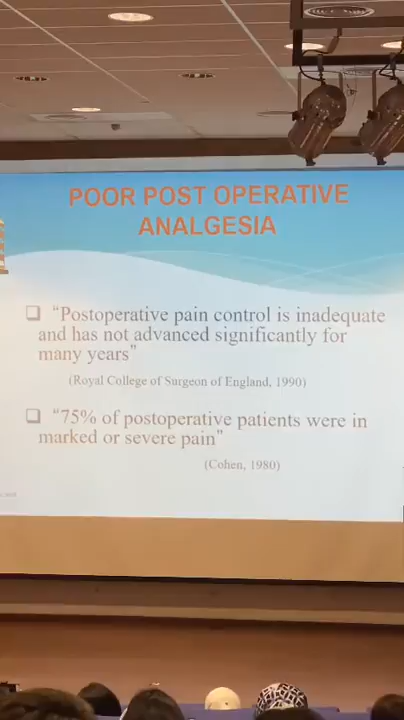 POOR POST OPERATIVE
ANALGESIA
❑ “Postoperative pain control is inadequate
and has not advanced significantly for
many years”
(Royal College of Surgeon of England, 1990)
❑ “75% of postoperative patients were in
marked or severe pain”
(Cohen, 1980)